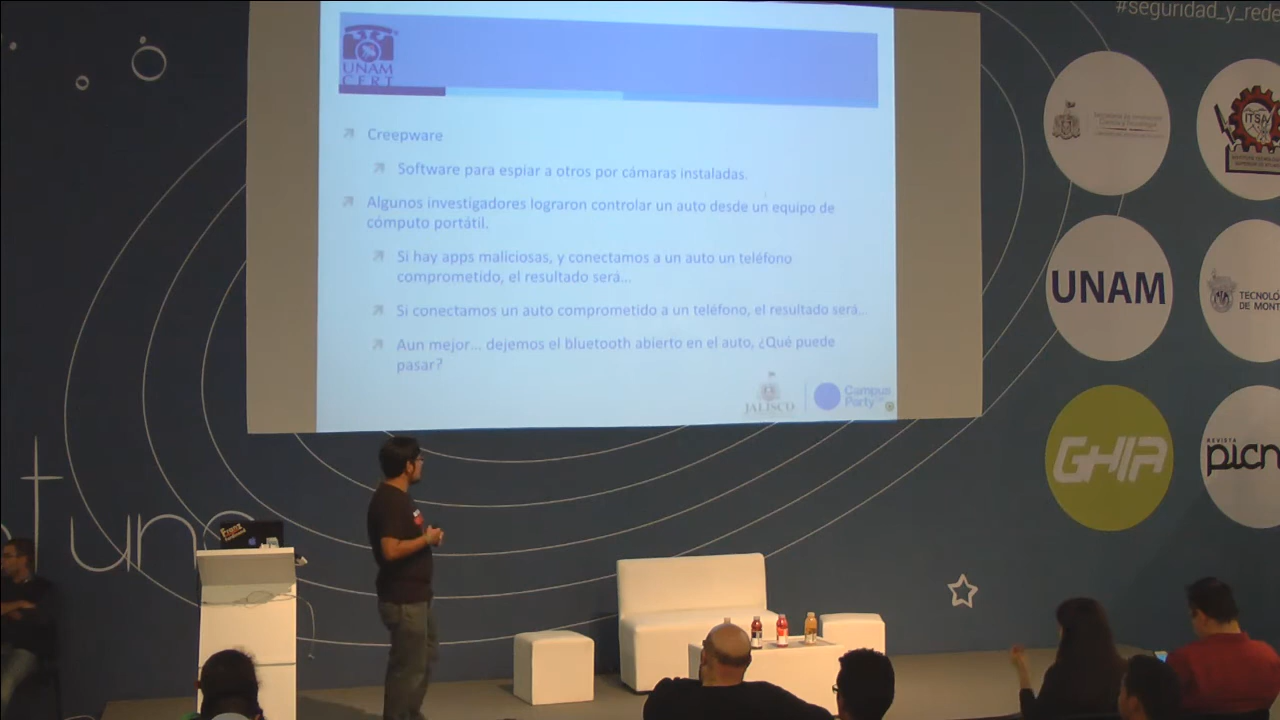 #seguridad_y_rede
UNAM
CERT
Creepware
Software para espiar a otros por cámaras instaladas.
Algunos investigadores lograron controlar un auto desde un equipo de
cómputo portátil.
Si hay apps maliciosas, y conectamos a un auto un teléfono
comprometido, el resultado será...
Si conectamos un auto comprometido a un teléfono, el resultado será...
Aun mejor... dejemos el bluetooth abierto en el auto, ¿Qué puede
pasar?
JALISCO
Campus
Party
ITSA
UNAM
TECNOLÓ
DE MONT
GHIA
REVISTA
picn
tuno